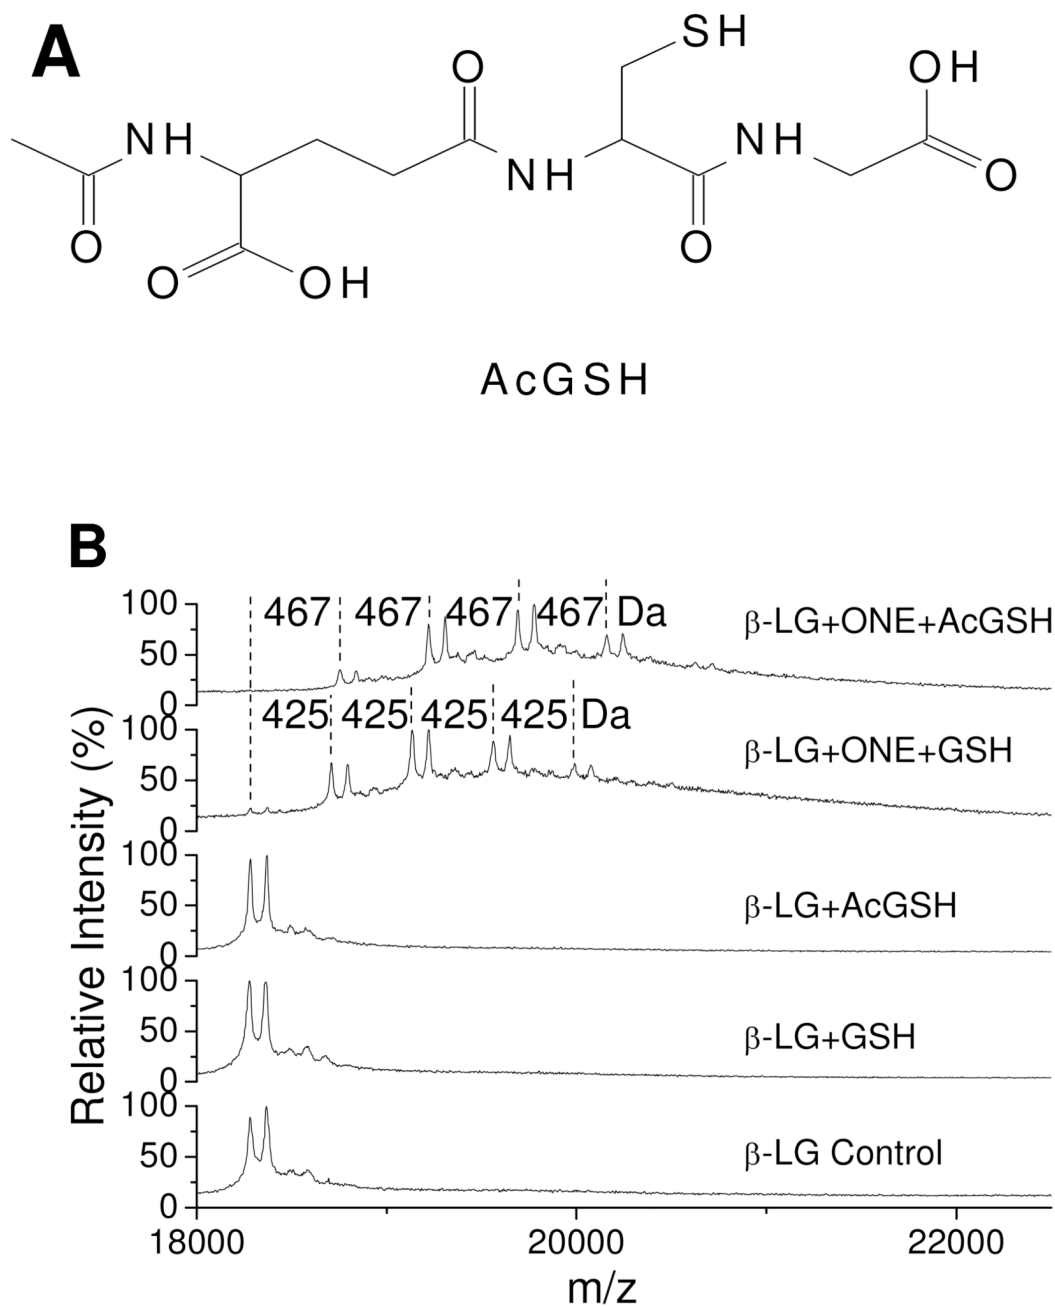 A
SH
O
OH
NH
NH
NH
O
O
O
O
OH
AcGSH
B
467 467 467 467 Da
β-LG+ONE+AcGSH
100
50
0
425 425 425 425 Da
β-LG+ONE+GSH
100
50
0
β-LG+AcGSH
100
50
0
β-LG+GSH
100
50
0
β-LG Control
100
50
0
Relative Intensity (%)
18000 20000 22000
m/z